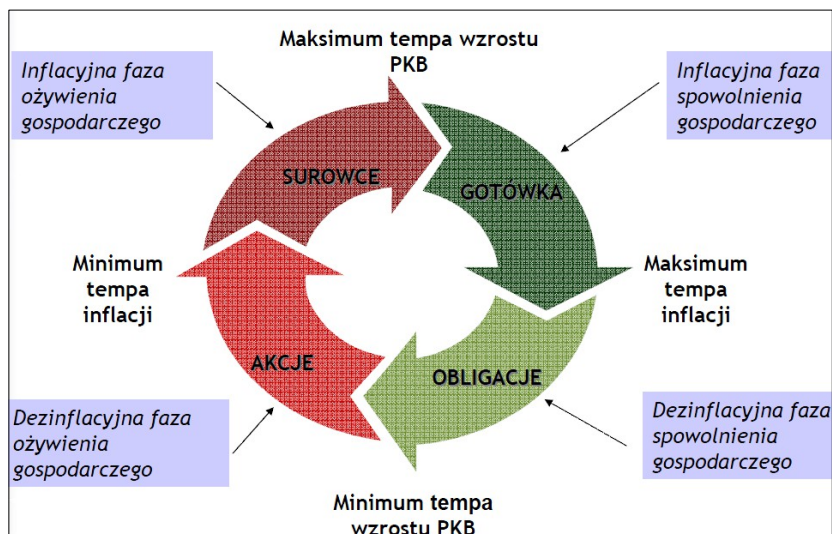 Maksimum tempa wzrostu
PKB
Inflacyjna faza
ożywienia
gospodarczego
Inflacyjna faza
spowolnienia
gospodarczego
SUROWCE
GOTÓWKA
Minimum
tempa
inflacji
Maksimum
tempa
inflacji
AKCJE
OBLIGACJE
Dezinflacyjna faza
ożywienia
gospodarczego
Dezinflacyjna faza
spowolnienia
gospodarczego
Minimum tempa
wzrostu PKB